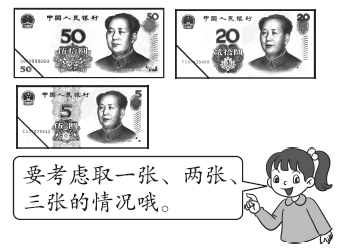 中国人民银行 50
50 伍拾圆
50
中国人民银行 20
20 贰拾圆
中国人民银行
5 伍圆
要考虑取一张、两张、
三张的情况哦。